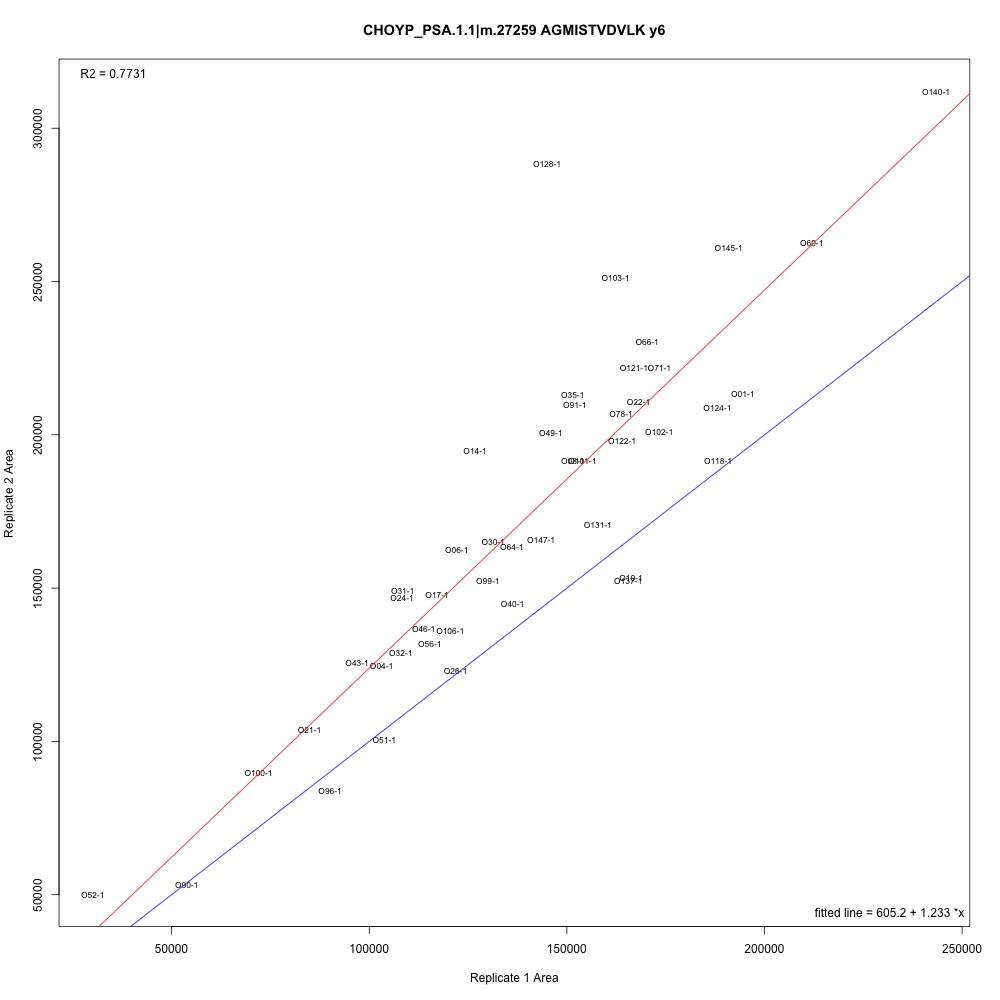 CHOYP_PSA.1.1|m.27259 AGMISTVDVLK y6
R2 = 0.7731
O140-1
O128-1
O60-1
O145-1
O103-1
O66-1
O121-1
O71-1
O35-1
O01-1
O22-1
O91-1
O124-1
O78-1
O49-1
O102-1
O122-1
O14-1
O118-1
O131-1
O147-1
O30-1
O64-1
O06-1
O99-1
O137-1
O31-1
O24-1
O17-1
O40-1
O46-1
O106-1
O56-1
O32-1
O43-1
O04-1
O26-1
O21-1
O51-1
O100-1
O96-1
O90-1
O52-1
fitted line = 605.2 + 1.233 *x
50000
100000
150000
200000
250000
300000
Replicate 2 Area
50000
100000
150000
200000
250000
Replicate 1 Area